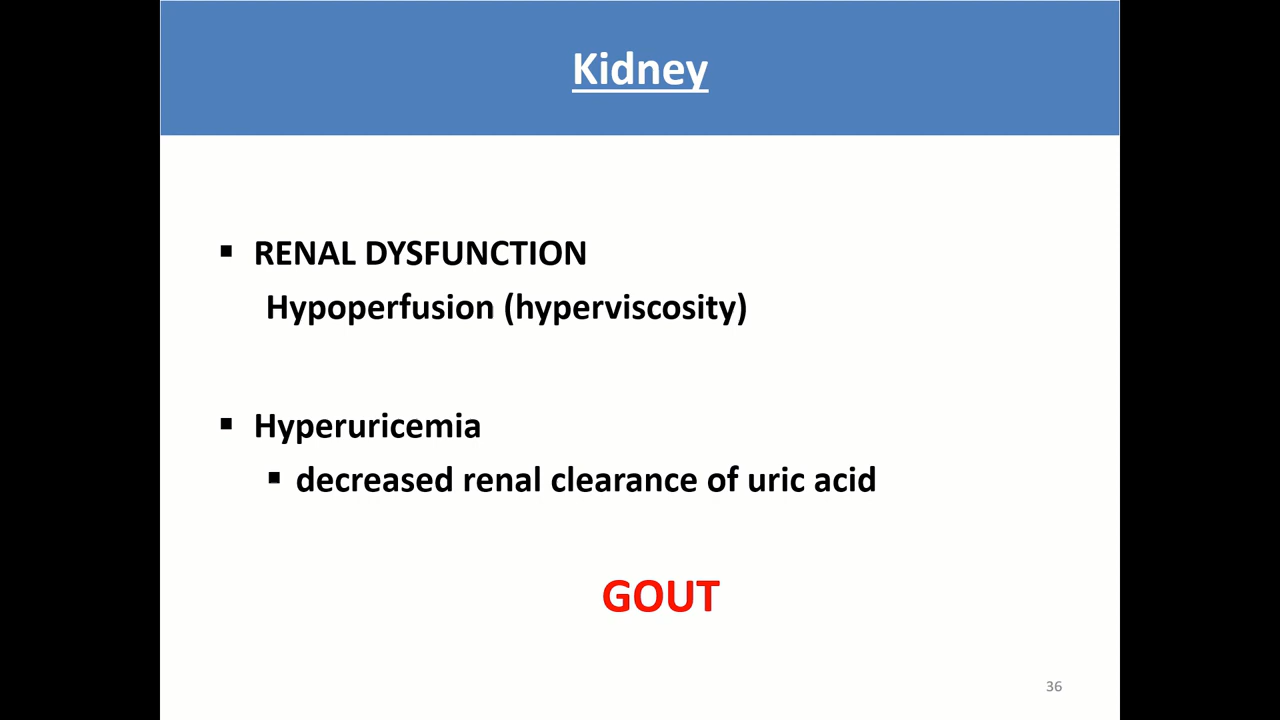 Kidney
▪ RENAL DYSFUNCTION
Hypoperfusion (hyperviscosity)
▪ Hyperuricemia
▪ decreased renal clearance of uric acid
GOUT
36